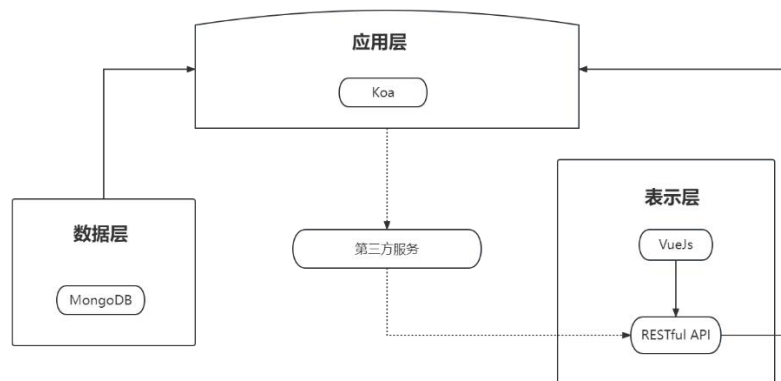 应用层
Koa
数据层
MongoDB
第三方服务
表示层
VueJs
RESTful API